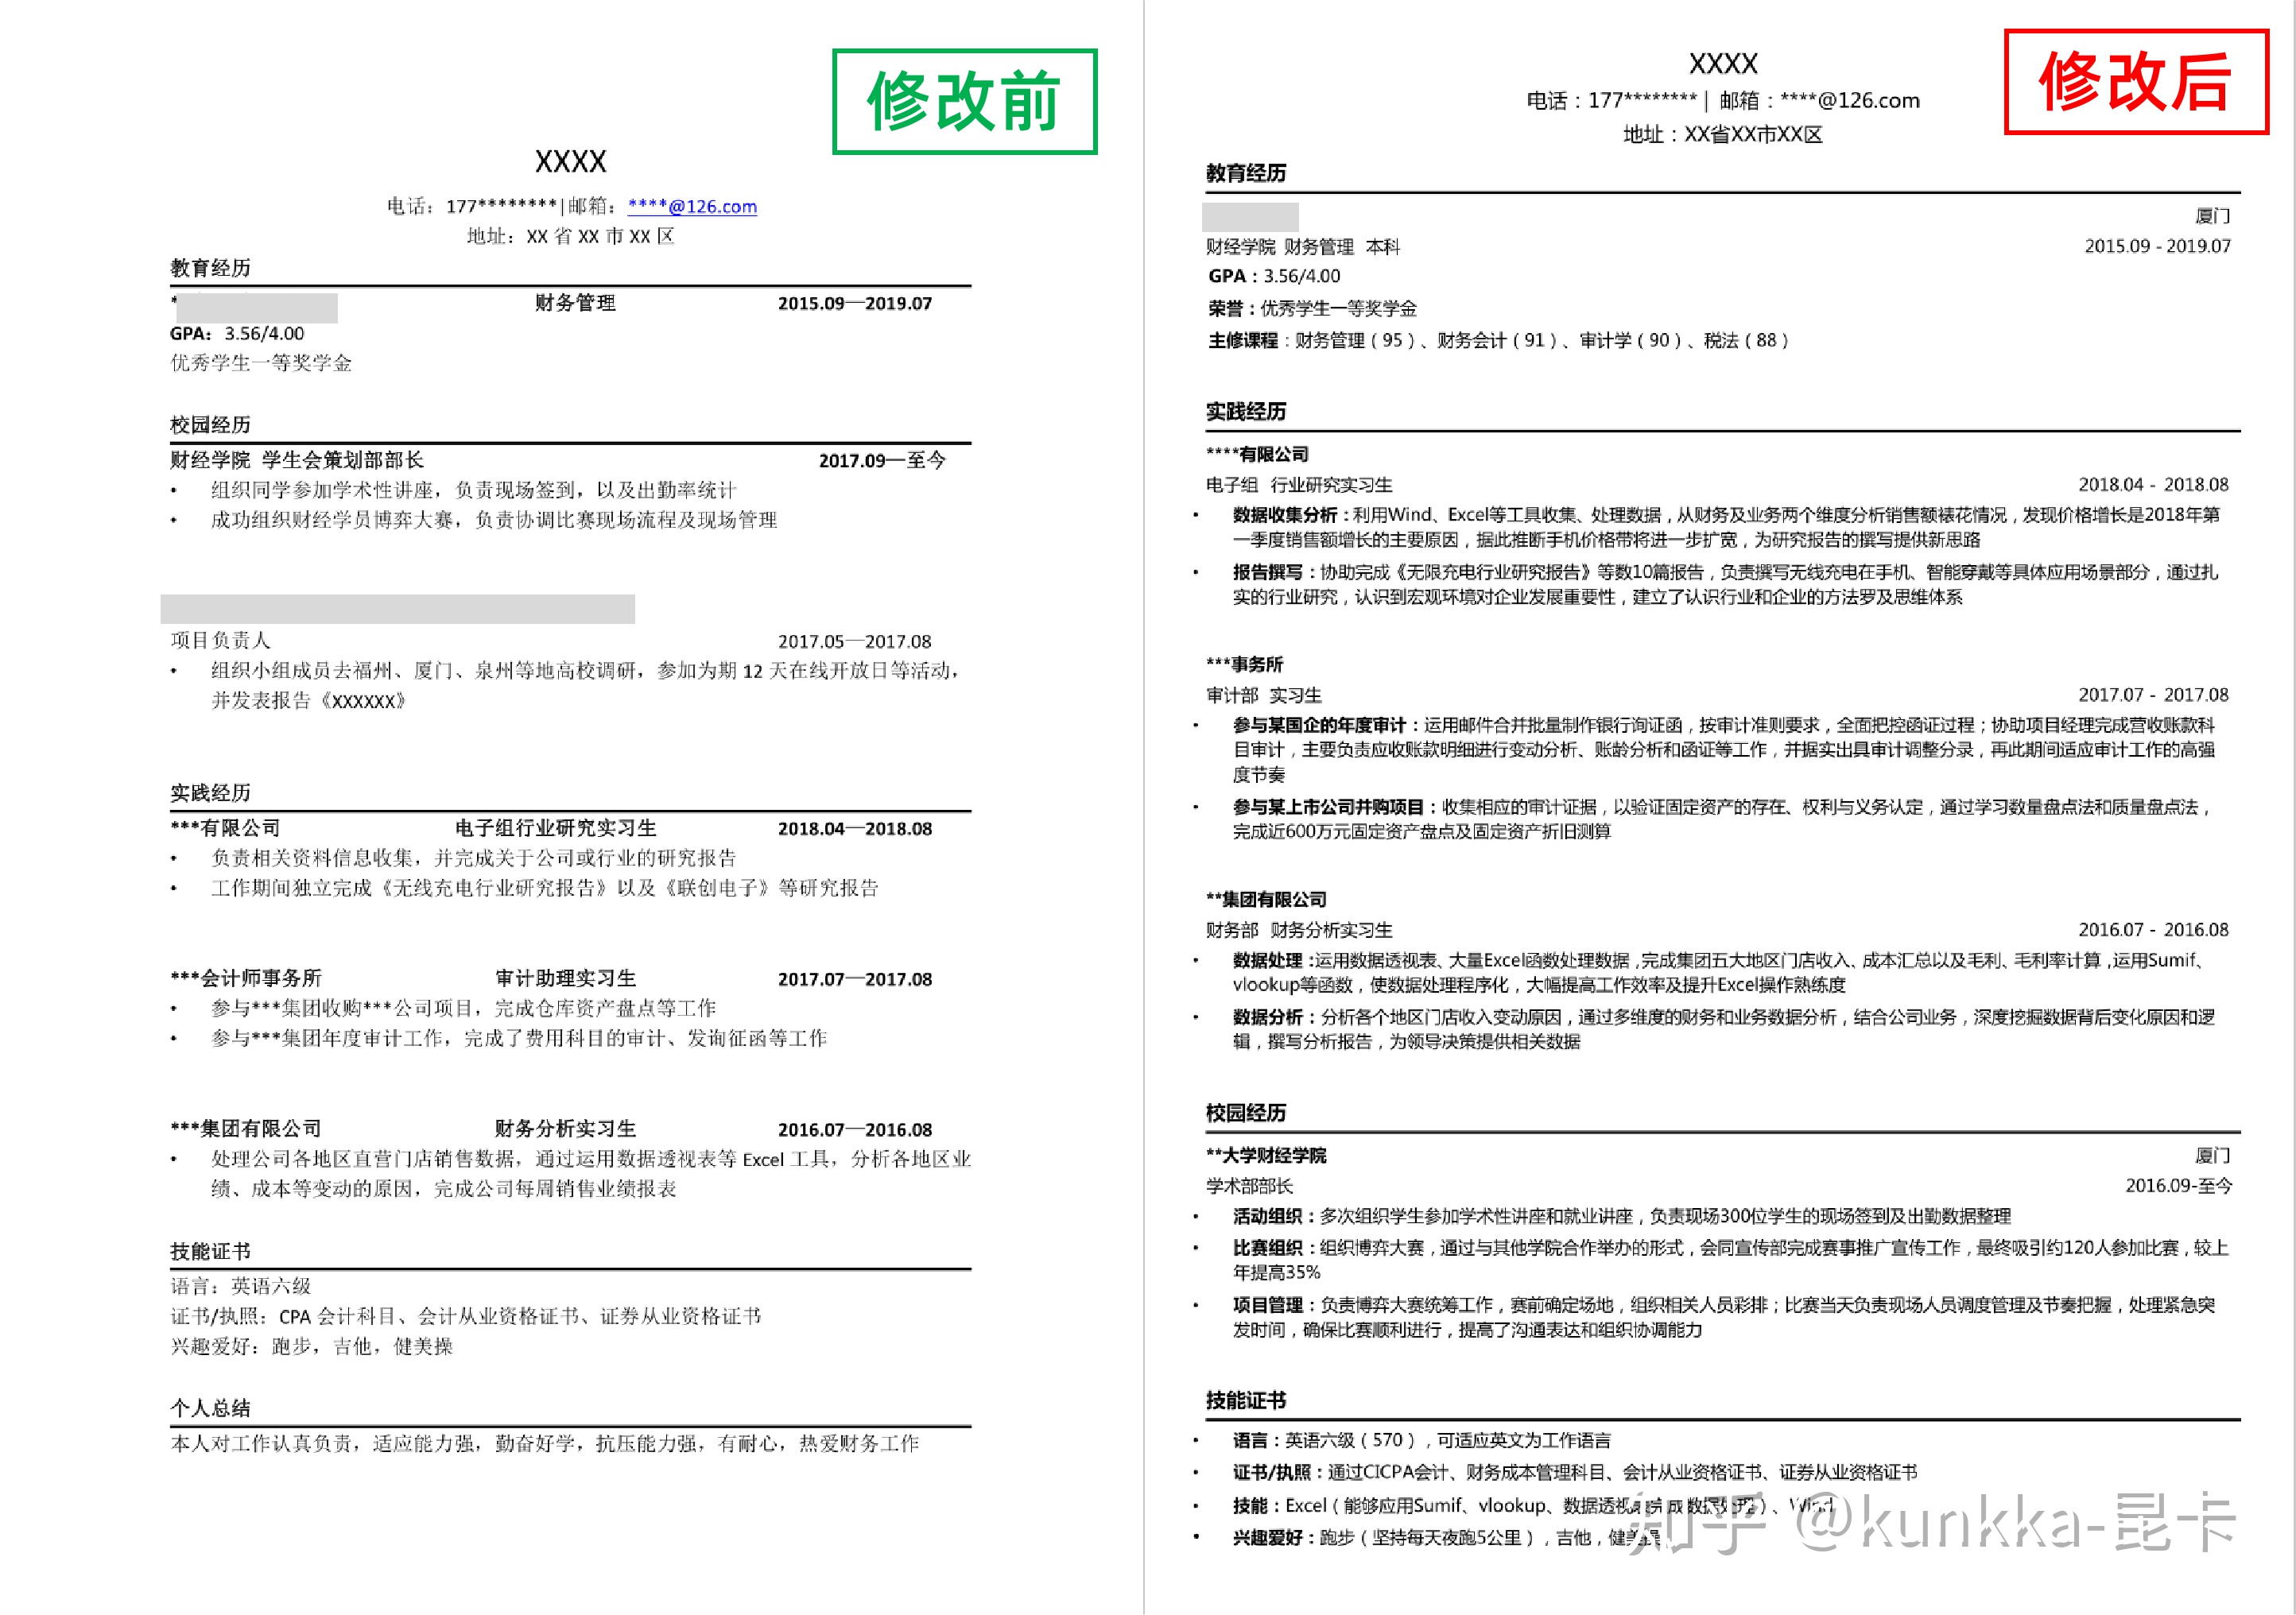 修改前
XXXX
电话：177********|邮箱：****@126.com
地址：XX 省 XX 市 XX 区
教育经历
* 财务管理 2015.09—2019.07
GPA：3.56/4.00
优秀学生一等奖学金
校园经历
财经学院 学生会策划部部长 2017.09—至今
• 组织同学参加学术性讲座，负责现场签到，以及出勤率统计
• 成功组织财经学员博弈大赛，负责协调比赛现场流程及现场管理
项目负责人 2017.05—2017.08
• 组织小组成员去福州、厦门、泉州等地高校调研，参加为期 12 天在线开放日等活动，
并发表报告《XXXXXX》
实践经历
***有限公司 电子组行业研究实习生 2018.04—2018.08
• 负责相关资料信息收集，并完成关于公司或行业的研究报告
• 工作期间独立完成《无线充电行业研究报告》以及《联创电子》等研究报告
***会计师事务所 审计助理实习生 2017.07—2017.08
• 参与***集团收购***公司项目，完成仓库资产盘点等工作
• 参与***集团年度审计工作，完成了费用科目的审计、发询征函等工作
***集团有限公司 财务分析实习生 2016.07—2016.08
• 处理公司各地区直营门店销售数据，通过运用数据透视表等 Excel 工具，分析各地区业
绩、成本等变动的原因，完成公司每周销售业绩报表
技能证书
语言：英语六级
证书/执照：CPA 会计科目、会计从业资格证书、证券从业资格证书
兴趣爱好：跑步，吉他，健美操
个人总结
本人对工作认真负责，适应能力强，勤奋好学，抗压能力强，有耐心，热爱财务工作
修改后
XXXX
电话：177********｜ 邮箱：****@126.com
地址：XX省XX市XX区
教育经历
厦门
财经学院 财务管理 本科 2015.09 - 2019.07
GPA：3.56/4.00
荣誉：优秀学生一等奖学金
主修课程：财务管理（95）、财务会计（91）、审计学（90）、税法（88）
实践经历
****有限公司
电子组 行业研究实习生 2018.04 - 2018.08
• 数据收集分析：利用Wind、Excel等工具收集、处理数据，从财务及业务两个维度分析销售额裱花情况，发现价格增长是2018年第
一季度销售额增长的主要原因，据此推断手机价格带将进一步扩宽，为研究报告的撰写提供新思路
• 报告撰写：协助完成《无限充电行业研究报告》等数10篇报告，负责撰写无线充电在手机、智能穿戴等具体应用场景部分，通过扎
实的行业研究，认识到宏观环境对企业发展重要性，建立了认识行业和企业的方法罗及思维体系
***事务所
审计部 实习生 2017.07 - 2017.08
• 参与某国企的年度审计：运用邮件合并批量制作银行询证函，按审计准则要求，全面把控函证过程；协助项目经理完成营收账款科
目审计，主要负责应收账款明细进行变动分析、账龄分析和函证等工作，并据实出具审计调整分录，再此期间适应审计工作的高强
度节奏
• 参与某上市公司并购项目：收集相应的审计证据，以验证固定资产的存在、权利与义务认定，通过学习数量盘点法和质量盘点法，
完成近600万元固定资产盘点及固定资产折旧测算
**集团有限公司
财务部 财务分析实习生 2016.07 - 2016.08
• 数据处理：运用数据透视表、大量Excel函数处理数据，完成集团五大地区门店收入、成本汇总以及毛利、毛利率计算，运用Sumif、
vlookup等函数，使数据处理程序化，大幅提高工作效率及提升Excel操作熟练度
• 数据分析：分析各个地区门店收入变动原因，通过多维度的财务和业务数据分析，结合公司业务，深度挖掘数据背后变化原因和逻
辑，撰写分析报告，为领导决策提供相关数据
校园经历
**大学财经学院 厦门
学术部部长 2016.09-至今
• 活动组织：多次组织学生参加学术性讲座和就业讲座，负责现场300位学生的现场签到及出勤数据整理
• 比赛组织：组织博弈大赛，通过与其他学院合作举办的形式，会同宣传部完成赛事推广宣传工作，最终吸引约120人参加比赛，较上
年提高35%
• 项目管理：负责博弈大赛统筹工作，赛前确定场地，组织相关人员彩排；比赛当天负责现场人员调度管理及节奏把握，处理紧急突
发时间，确保比赛顺利进行，提高了沟通表达和组织协调能力
技能证书
• 语言：英语六级（570），可适应英文为工作语言
• 证书/执照：通过CICPA会计、财务成本管理科目、会计从业资格证书、证券从业资格证书
• 技能：Excel（能够应用Sumif、vlookup、数据透视表完成数据处理）、Wind
• 兴趣爱好：跑步（坚持每天夜跑5公里），吉他，健美操
知乎 @kunkka-昆卡